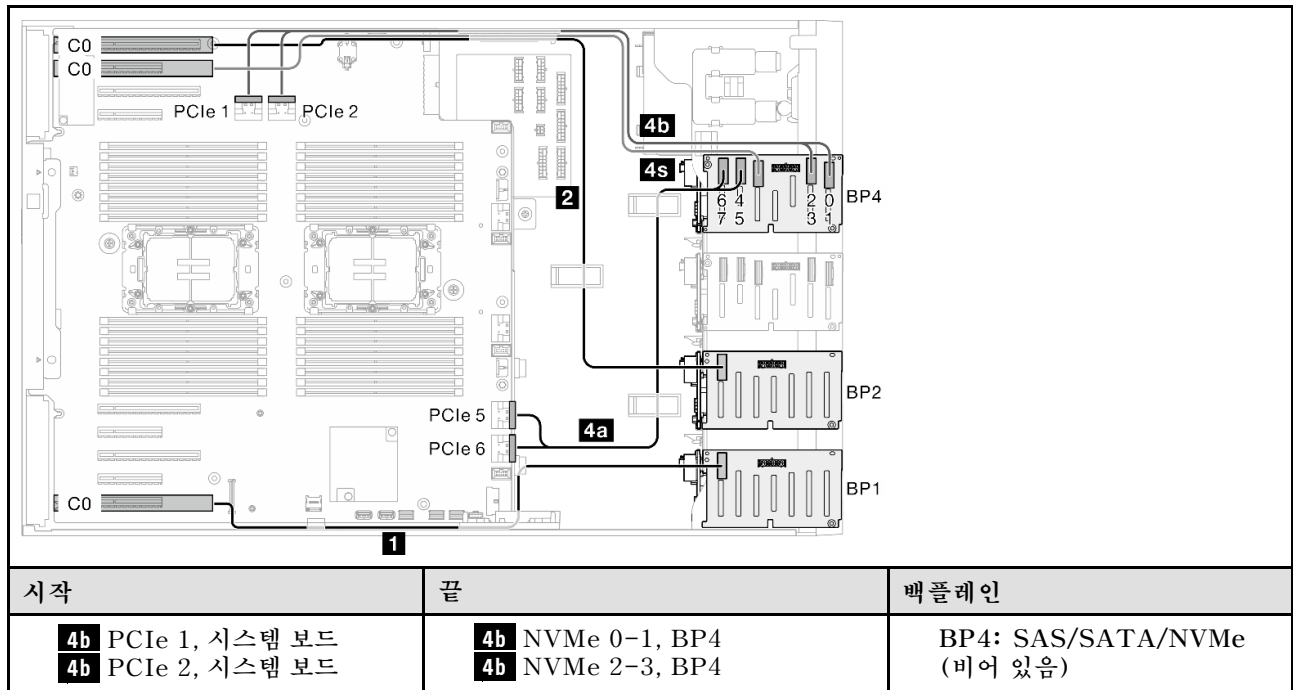 C0
C0
PCIe 1
PCIe 2
4b
4s
2
6 4 2 0
7 5 3 1
BP4
BP2
PCIe 5
PCIe 6
4a
BP1
C0
1
시작
끝
백플레인
4b PCIe 1, 시스템 보드
4b PCIe 2, 시스템 보드
4b NVMe 0-1, BP4
4b NVMe 2-3, BP4
BP4: SAS/SATA/NVMe
(비어 있음)